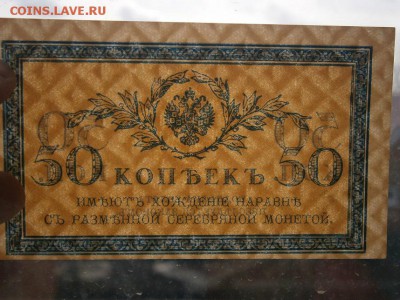 COINS.LAVE.RU
50 КОПѢЕКЪ 50
ИМѢЮТЪ ХОЖДЕНІЕ НАРАВНѢ
СЪ РАЗМѢННОЙ СЕРЕБРЯНОЙ МОНЕТОЙ.